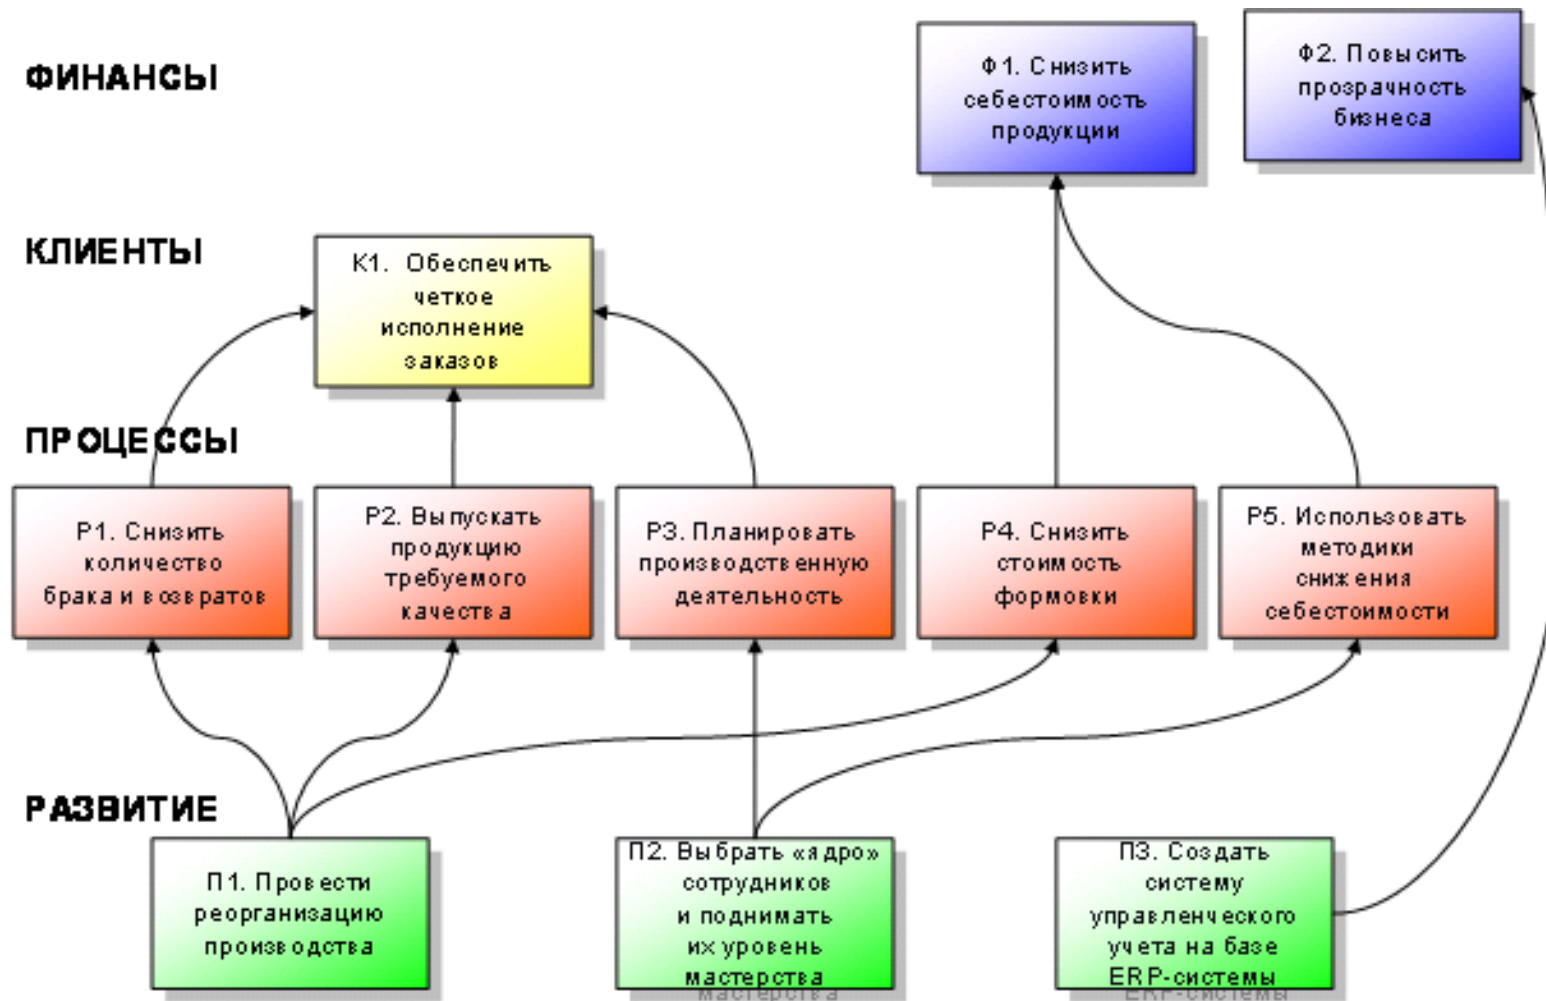 ФИНАНСЫ
Ф1. Снизить
себестоимость
продукции
Ф2. Повысить
прозрачность
бизнеса
КЛИЕНТЫ
К1. Обеспечить
четкое
исполнение
заказов
ПРОЦЕССЫ
Р1. Снизить
количество
брака и возвратов
Р2. Выпускать
продукцию
требуемого
качества
Р3. Планировать
производственную
деятельность
Р4. Снизить
стоимость
формовки
Р5. Использовать
методики
снижения
себестоимости
РАЗВИТИЕ
П1. Провести
реорганизацию
производства
П2. Выбрать «ядро»
сотрудников
и поднимать
их уровень
мастерства
П3. Создать
систему
управленческого
учета на базе
ERP-системы